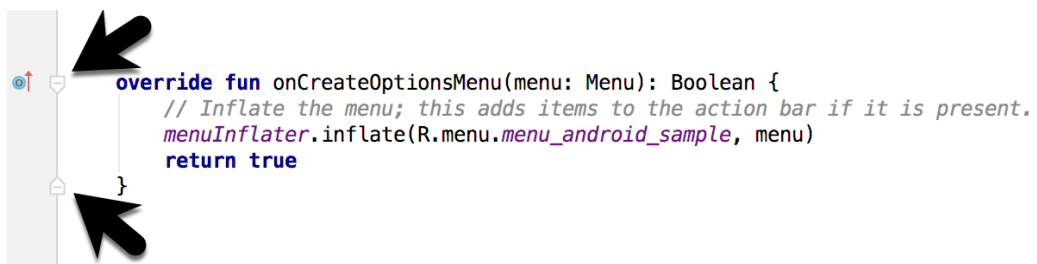 override fun onCreateOptionsMenu(menu: Menu): Boolean {
// Inflate the menu; this adds items to the action bar if it is present.
menuInflater.inflate(R.menu.menu_android_sample, menu)
return true
}